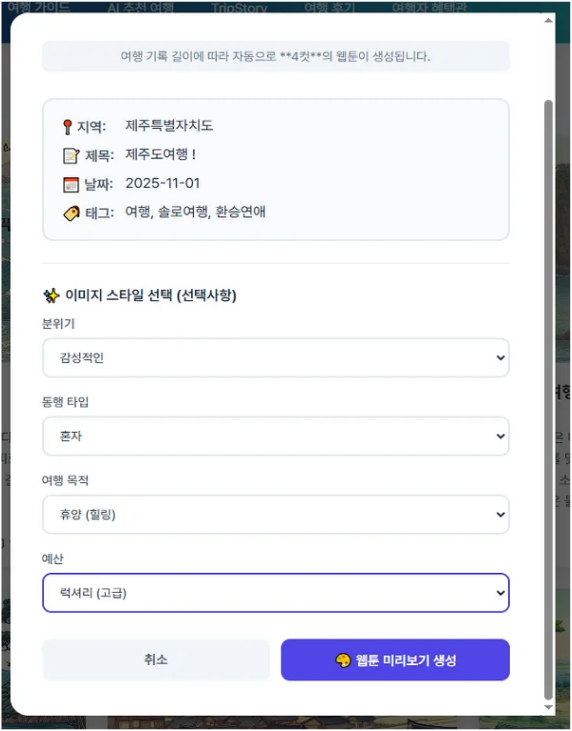 여행 가이드 AI 추천 여행 TripStory 여행 후기 여행자 혜택관
여행 기록 길이에 따라 자동으로 **4컷**의 웹툰이 생성됩니다.
지역: 제주특별자치도
제목: 제주도여행 !
날짜: 2025-11-01
태그: 여행, 솔로여행, 환승연애
이미지 스타일 선택 (선택사항)
분위기
감성적인
동행 타입
혼자
여행 목적
휴양 (힐링)
예산
럭셔리 (고급)
취소 웹툰 미리보기 생성